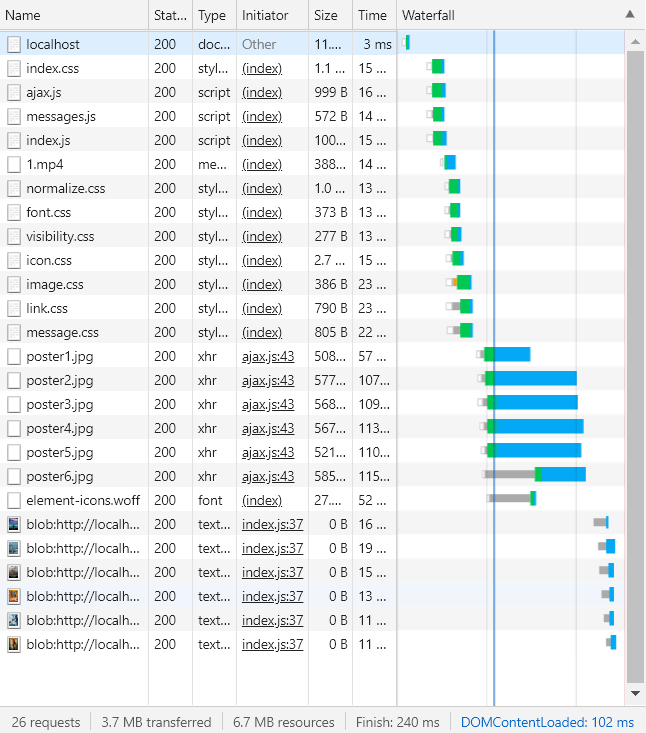 Name Stat... Type Initiator Size Time Waterfall
localhost 200 doc... Other 11.... 3 ms
index.css 200 styl... (index) 1.1 ... 15 ...
ajax.js 200 script (index) 999 B 16 ...
messages.js 200 script (index) 572 B 14 ...
index.js 200 script (index) 100... 15 ...
1.mp4 200 me... (index) 388... 14 ...
normalize.css 200 styl... (index) 1.0 ... 13 ...
font.css 200 styl... (index) 373 B 13 ...
visibility.css 200 styl... (index) 277 B 13 ...
icon.css 200 styl... (index) 2.7 ... 15 ...
image.css 200 styl... (index) 386 B 23 ...
link.css 200 styl... (index) 790 B 23 ...
message.css 200 styl... (index) 805 B 22 ...
poster1.jpg 200 xhr ajax.js:43 508... 57 ...
poster2.jpg 200 xhr ajax.js:43 577... 107...
poster3.jpg 200 xhr ajax.js:43 568... 109...
poster4.jpg 200 xhr ajax.js:43 567... 113...
poster5.jpg 200 xhr ajax.js:43 521... 110...
poster6.jpg 200 xhr ajax.js:43 585... 115...
element-icons.woff 200 font (index) 27.... 52 ...
blob:http://localh... 200 text... index.js:37 0 B 16 ...
blob:http://localh... 200 text... index.js:37 0 B 19 ...
blob:http://localh... 200 text... index.js:37 0 B 15 ...
blob:http://localh... 200 text... index.js:37 0 B 13 ...
blob:http://localh... 200 text... index.js:37 0 B 11 ...
blob:http://localh... 200 text... index.js:37 0 B 11 ...
26 requests 3.7 MB transferred 6.7 MB resources Finish: 240 ms DOMContentLoaded: 102 ms